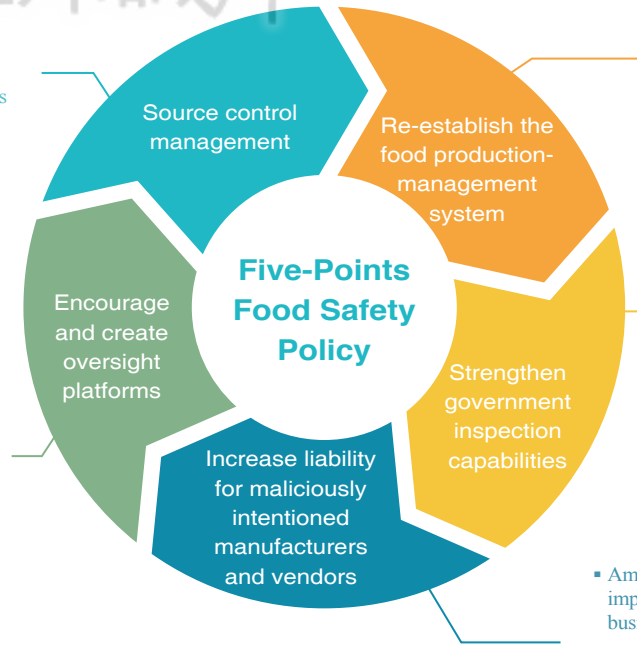 Source control
management
Re-establish the
food production-
management
system
Five-Points
Food Safety
Policy
Encourage
and create
oversight
platforms
Strengthen
government
inspection
capabilities
Increase liability
for maliciously
intentioned
manufacturers
and vendors